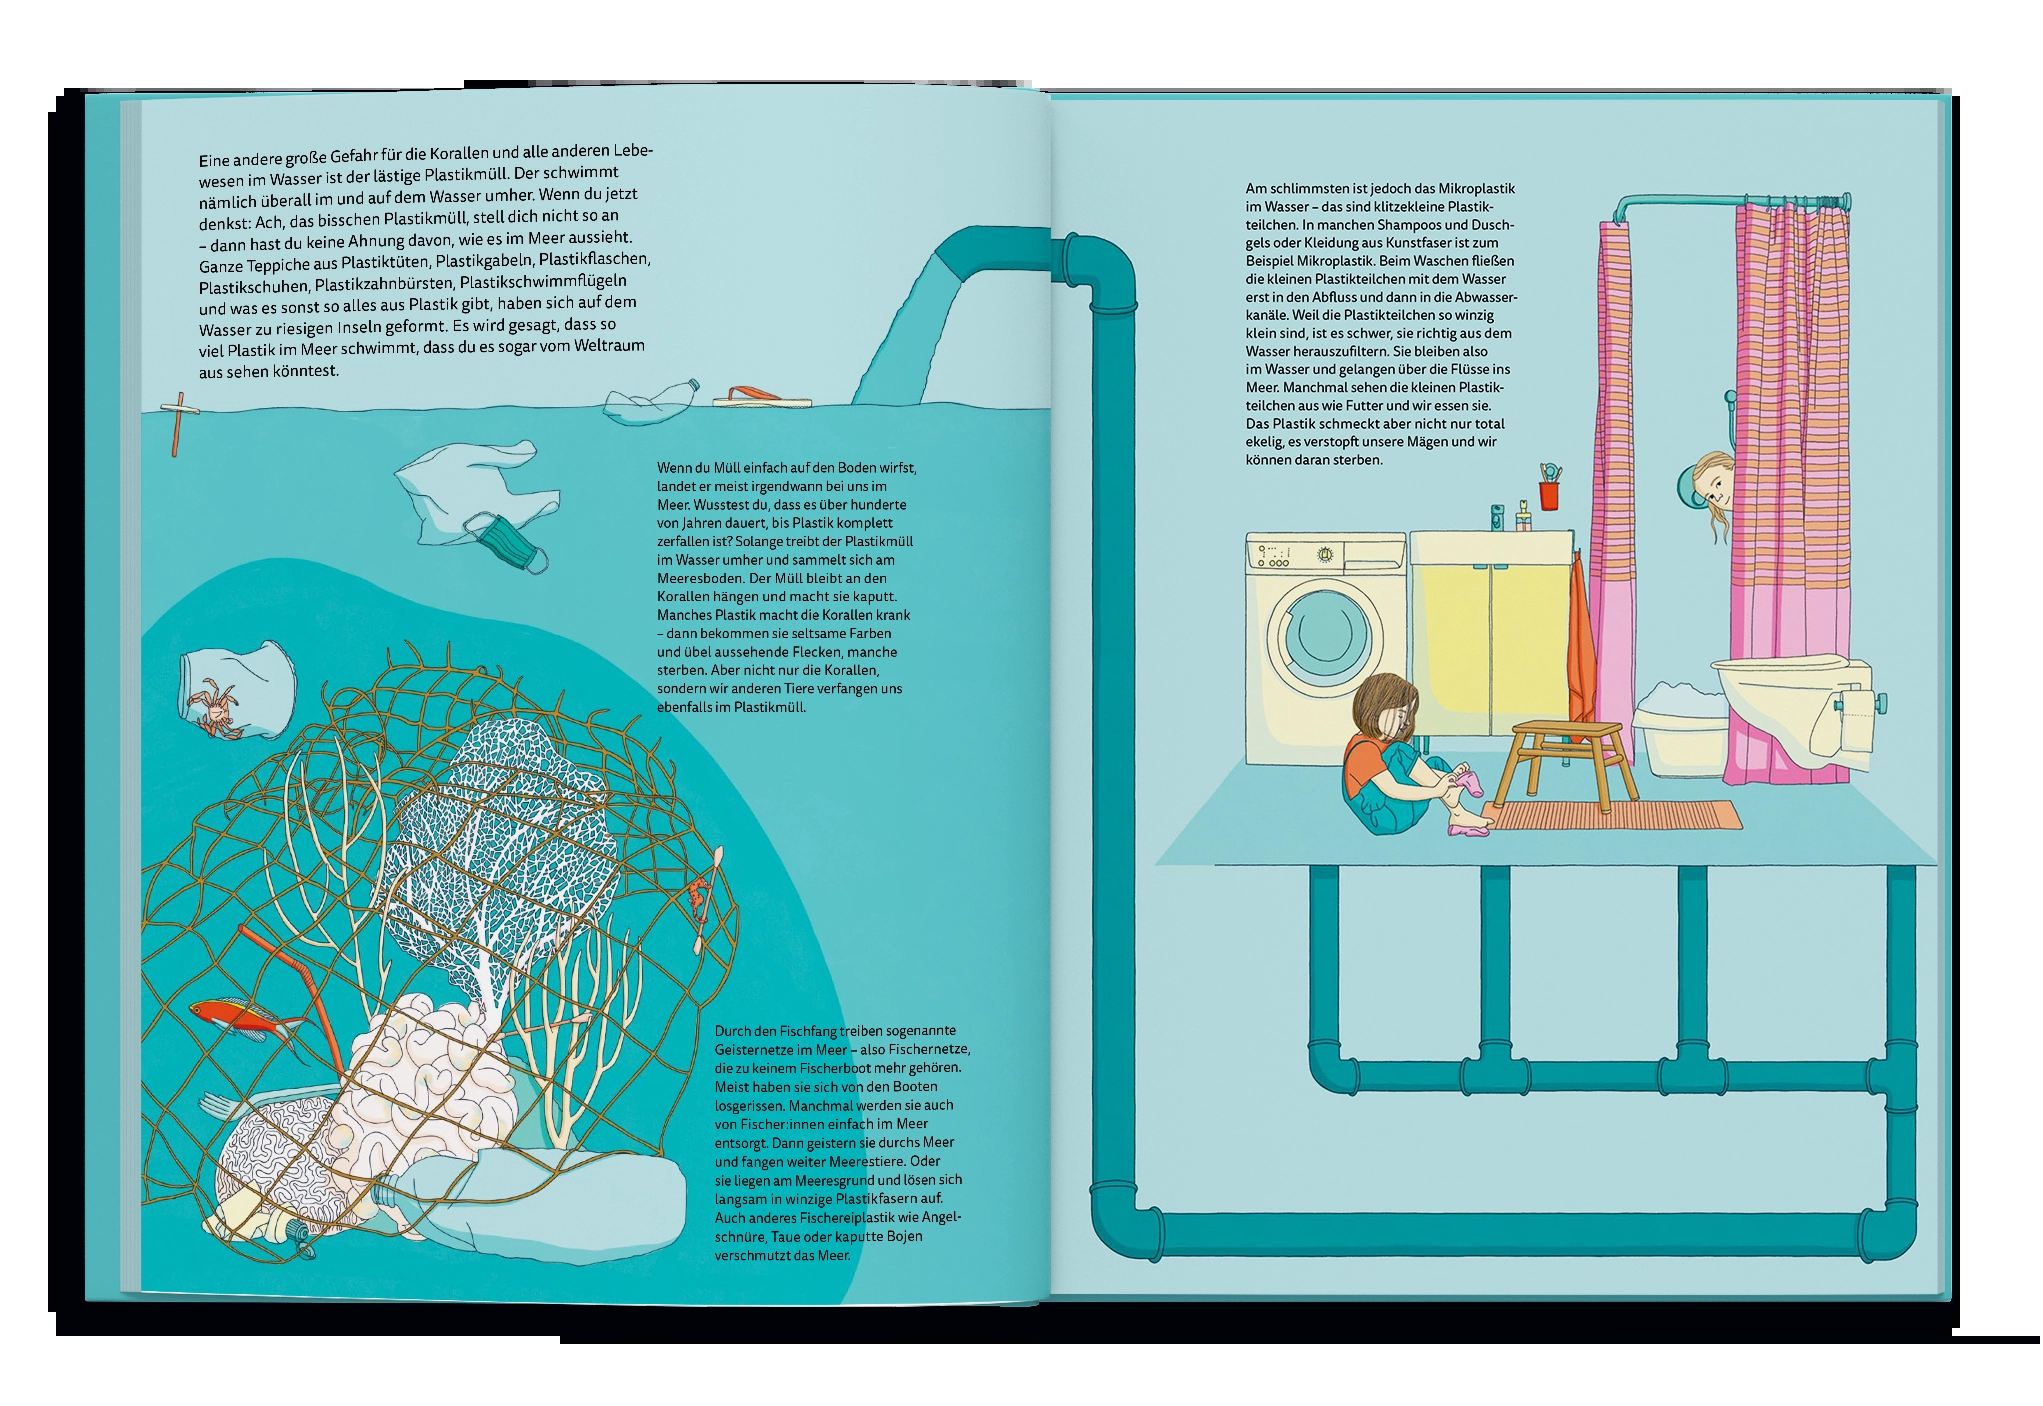 Eine andere große Gefahr für die Korallen und alle anderen Lebe-
wesen im Wasser ist der lästige Plastikmüll. Der schwimmt
nämlich überall im und auf dem Wasser umher. Wenn du jetzt
denkst: Ach, das bisschen Plastikmüll, stell dich nicht so an
– dann hast du keine Ahnung davon, wie es im Meer aussieht.
Ganze Teppiche aus Plastiktüten, Plastikgabeln, Plastikflaschen,
Plastikschuhen, Plastikzahnbürsten, Plastikschwimmflügeln
und was es sonst so alles aus Plastik gibt, haben sich auf dem
Wasser zu riesigen Inseln geformt. Es wird gesagt, dass so
viel Plastik im Meer schwimmt, dass du es sogar vom Weltraum
aus sehen könntest.
Wenn du Müll einfach auf den Boden wirfst,
landet er meist irgendwann bei uns im
Meer. Wusstest du, dass es über hunderte
von Jahren dauert, bis Plastik komplett
zerfallen ist? Solange treibt der Plastikmüll
im Wasser umher und sammelt sich am
Meeresboden. Der Müll bleibt an den
Korallen hängen und macht sie kaputt.
Manches Plastik macht die Korallen krank
– dann bekommen sie seltsame Farben
und übel aussehende Flecken, manche
sterben. Aber nicht nur die Korallen,
sondern wir anderen Tiere verfangen uns
ebenfalls im Plastikmüll.
Durch den Fischfang treiben sogenannte
Geisternetze im Meer – also Fischernetze,
die zu keinem Fischerboot mehr gehören.
Meist haben sie sich von den Booten
losgerissen. Manchmal werden sie auch
von Fischer:innen einfach im Meer
entsorgt. Dann geistern sie durchs Meer
und fangen weiter Meerestiere. Oder
sie liegen am Meeresgrund und lösen sich
langsam in winzige Plastikfasern auf.
Auch anderes Fischereiplastik wie Angel-
schnüre, Taue oder kaputte Bojen
verschmutzt das Meer.
Am schlimmsten ist jedoch das Mikroplastik
im Wasser – das sind klitzekleine Plastik-
teilchen. In manchen Shampoos und Dusch-
gels oder Kleidung aus Kunstfaser ist zum
Beispiel Mikroplastik. Beim Waschen fließen
die kleinen Plastikteilchen mit dem Wasser
erst in den Abfluss und dann in die Abwasser-
kanäle. Weil die Plastikteilchen so winzig
klein sind, ist es schwer, sie richtig aus dem
Wasser herauszufiltern. Sie bleiben also
im Wasser und gelangen über die Flüsse ins
Meer. Manchmal sehen die kleinen Plastik-
teilchen aus wie Futter und wir essen sie.
Das Plastik schmeckt aber nicht nur total
ekelig, es verstopft unsere Mägen und wir
können daran sterben.